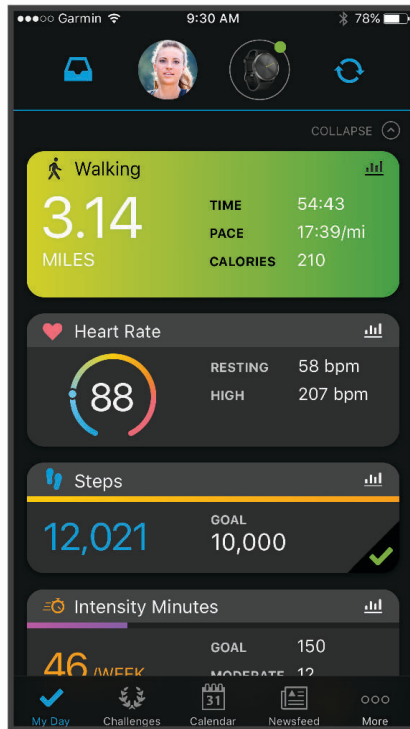 Garmin 9:30 AM 78%
COLLAPSE
Walking
3.14
MILES
TIME 54:43
PACE 17:39/mi
CALORIES 210
Heart Rate
88
RESTING 58 bpm
HIGH 207 bpm
Steps
12,021
GOAL
10,000
Intensity Minutes
46 /WEEK
GOAL 150
MODERATE 12
31
My Day Challenges Calendar Newsfeed More